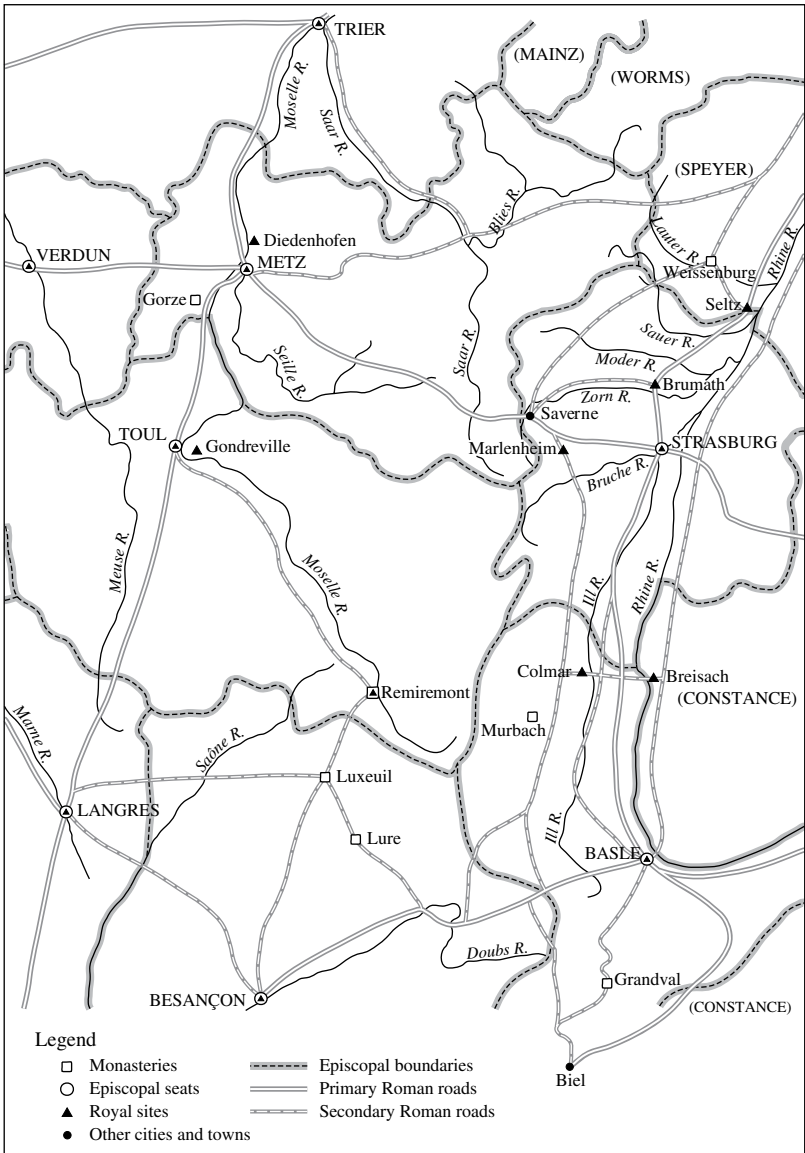 TRIER
(MAINZ)
(WORMS)
Moselle R.
Saar R.
(SPEYER)
Blies R.
Lauter R.
Rhine R.
Diedenhofen
VERDUN
METZ
Weissenburg
Gorze
Seltz
Sauer R.
Saar R.
Seille R.
Moder R.
Brumath
Zorn R.
Saverne
TOUL
Gondreville
Marlenheim
STRASBURG
Bruche R.
Meuse R.
Moselle R.
Ill R.
Rhine R.
Colmar
Breisach
Remiremont
(CONSTANCE)
Murbach
Marne R.
Saône R.
Luxeuil
LANGRES
Lure
Ill R.
BASLE
Doubs R.
Grandval
BESANÇON
(CONSTANCE)
Biel
Legend
Monasteries
Episcopal seats
Royal sites
Other cities and towns
Episcopal boundaries
Primary Roman roads
Secondary Roman roads